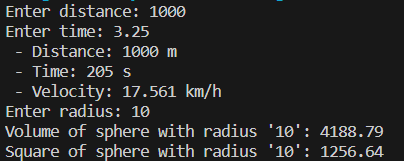 Enter distance: 1000
Enter time: 3.25
- Distance: 1000 m
- Time: 205 s
- Velocity: 17.561 km/h
Enter radius: 10
Volume of sphere with radius '10': 4188.79
Square of sphere with radius '10': 1256.64